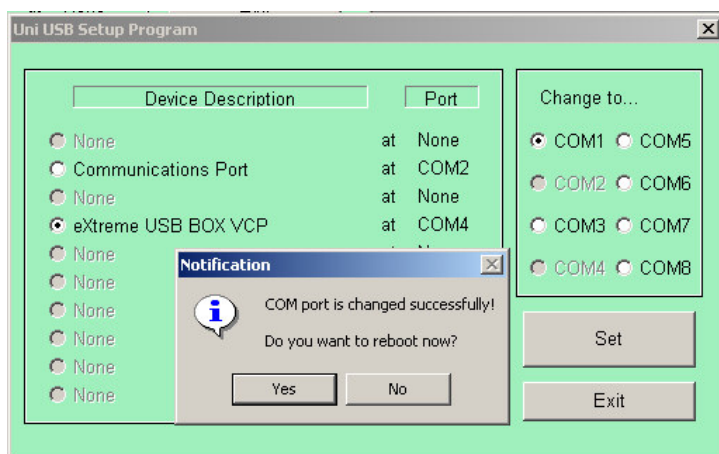 Uni USB Setup Program
Device Description Port
None at None
Communications Port at COM2
None at None
eXtreme USB BOX VCP at COM4
None
None
None
None
None
None
Change to...
COM1 COM5
COM2 COM6
COM3 COM7
COM4 COM8
Set
Exit
Notification
COM port is changed successfully!
Do you want to reboot now?
Yes No